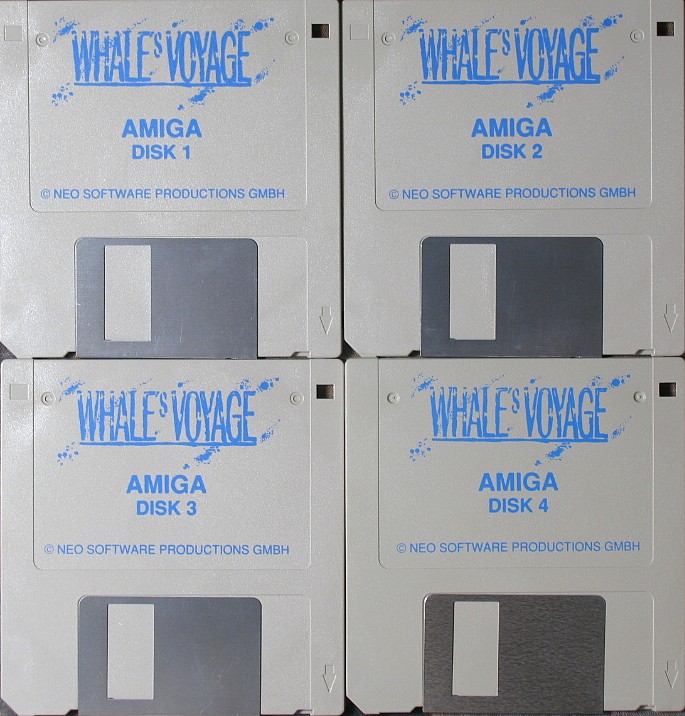 WHALE'S VOYAGE
AMIGA
DISK 1
© NEO SOFTWARE PRODUCTIONS GMBH
WHALE'S VOYAGE
AMIGA
DISK 2
© NEO SOFTWARE PRODUCTIONS GMBH
WHALE'S VOYAGE
AMIGA
DISK 3
© NEO SOFTWARE PRODUCTIONS GMBH
WHALE'S VOYAGE
AMIGA
DISK 4
© NEO SOFTWARE PRODUCTIONS GMBH